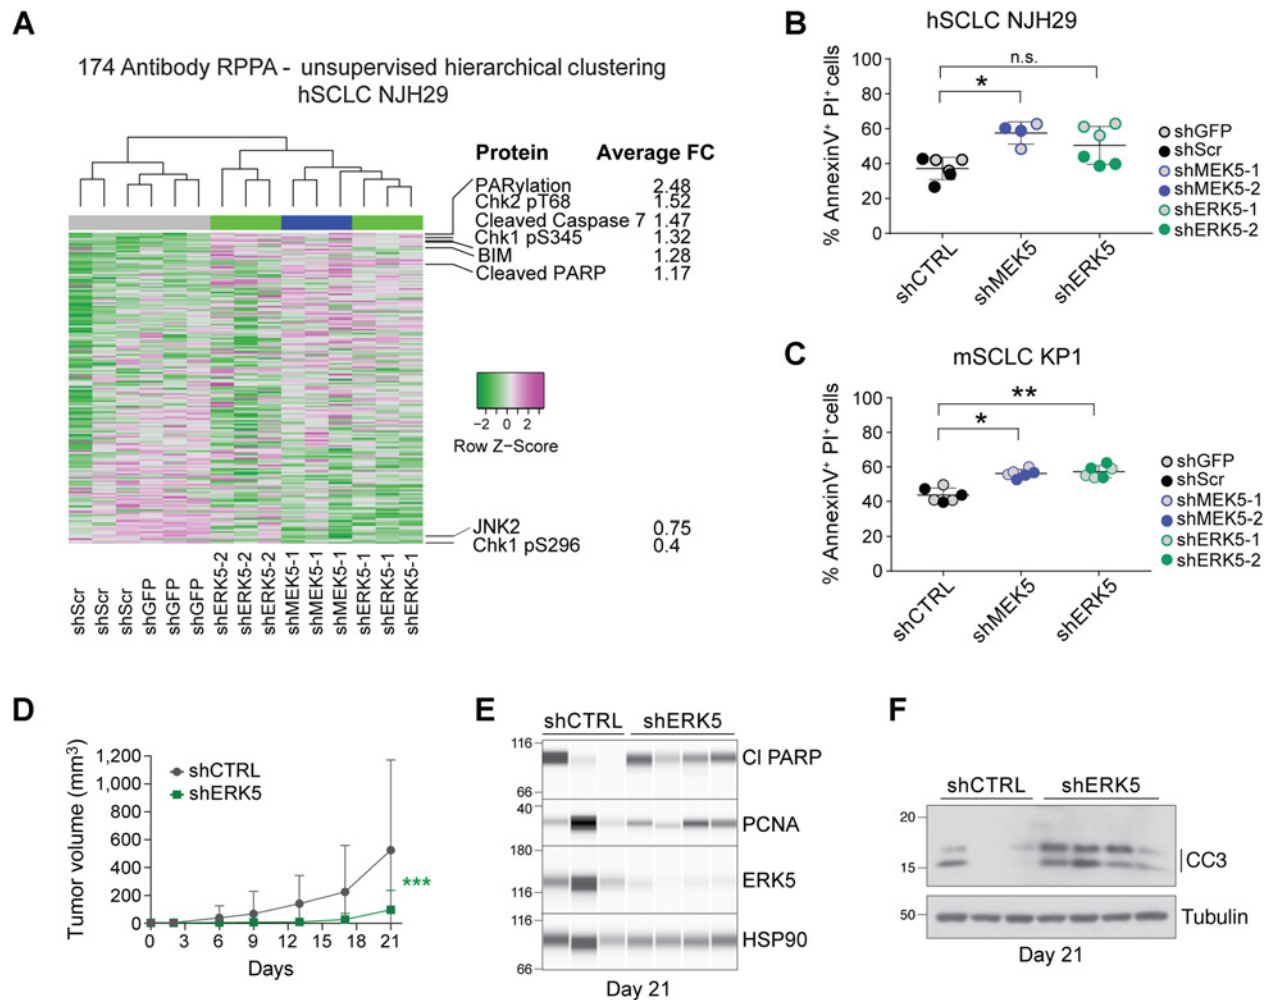 A
174 Antibody RPPA - unsupervised hierarchical clustering
hSCLC NJH29
Protein Average FC
PARylation 2.48
Chk2 pT68 1.52
Cleaved Caspase 7 1.47
Chk1 pS345 1.32
BIM 1.28
Cleaved PARP 1.17
−2 0 2
Row Z−Score
JNK2 0.75
Chk1 pS296 0.4
shScr shScr shScr shGFP shGFP shGFP shERK5-2 shERK5-2 shERK5-2 shMEK5-1 shMEK5-1 shMEK5-1 shERK5-1 shERK5-1 shERK5-1
B
hSCLC NJH29
% AnnexinV+ PI+ cells
100
80
60
40
20
0
n.s.
*
shCTRL shMEK5 shERK5
shGFP
shScr
shMEK5-1
shMEK5-2
shERK5-1
shERK5-2
C
mSCLC KP1
% AnnexinV+ PI+ cells
100
80
60
40
20
0
**
*
shCTRL shMEK5 shERK5
shGFP
shScr
shMEK5-1
shMEK5-2
shERK5-1
shERK5-2
D
Tumor volume (mm³)
1,200
1,000
800
600
400
200
0
shCTRL
shERK5
***
0 3 6 9 12 15 18 21
Days
E
shCTRL shERK5
116
Cl PARP
66
40
PCNA
180
ERK5
116
116
HSP90
66
Day 21
F
shCTRL shERK5
20
15
CC3
50
Tubulin
Day 21